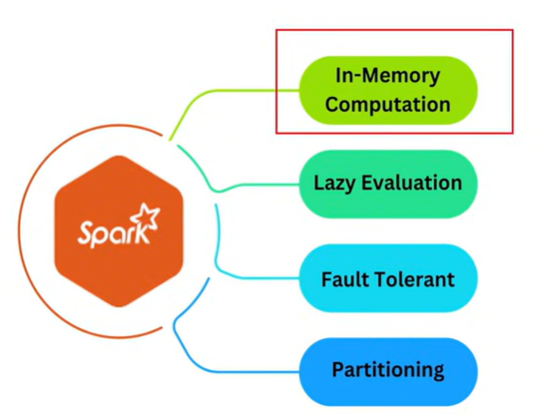 In-Memory
Computation
Lazy Evaluation
Spark
Fault Tolerant
Partitioning